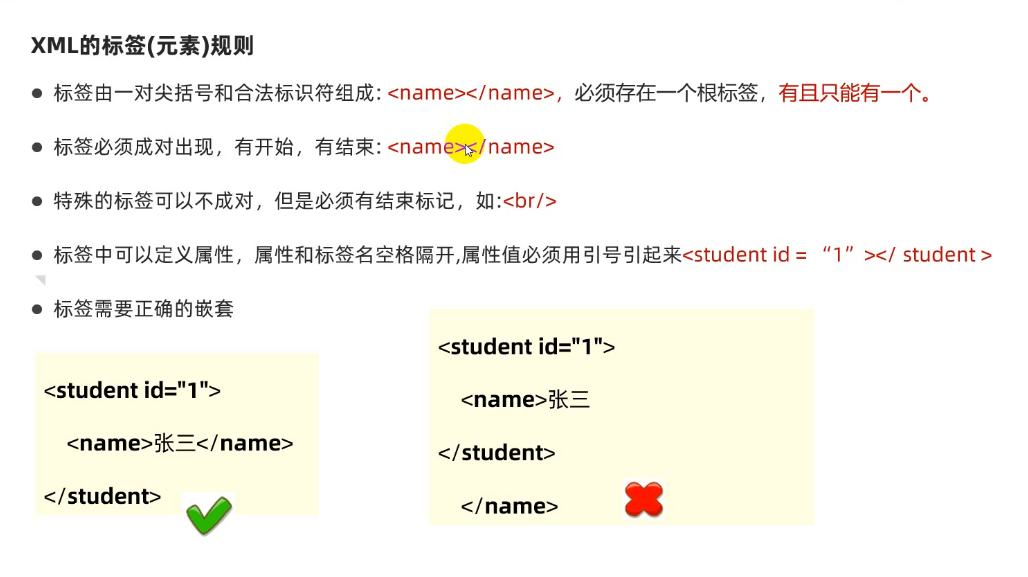 XML的标签(元素)规则
● 标签由一对尖括号和合法标识符组成: <name></name>，必须存在一个根标签，有且只能有一个。
● 标签必须成对出现，有开始，有结束: <name></name>
● 特殊的标签可以不成对，但是必须有结束标记，如:<br/>
● 标签中可以定义属性，属性和标签名空格隔开,属性值必须用引号引起来<student id = “1” ></ student >
● 标签需要正确的嵌套
<student id="1">
<name>张三</name>
</student>
<student id="1">
<name>张三
</student>
</name>